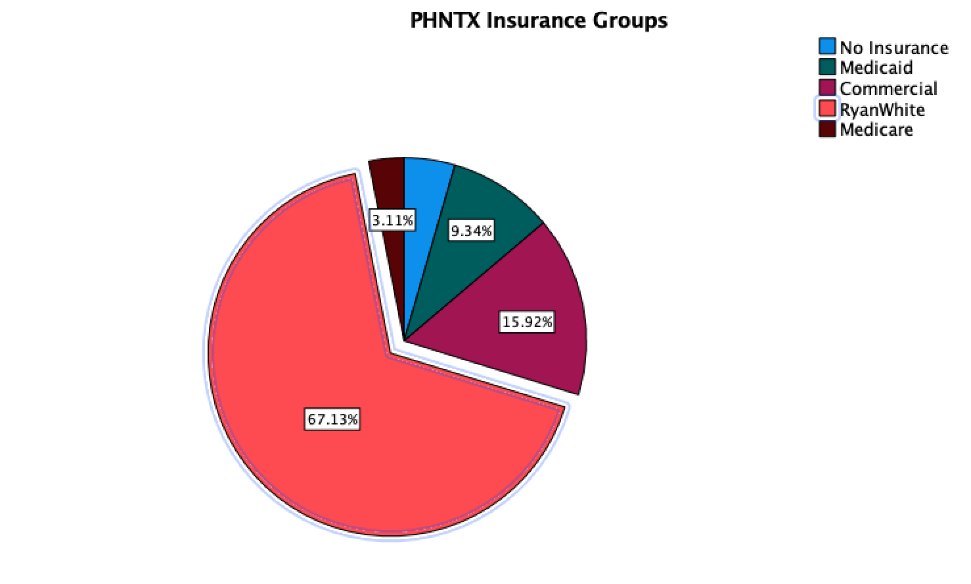 PHNTX Insurance Groups
No Insurance
Medicaid
Commercial
RyanWhite
Medicare
3.11%
9.34%
15.92%
67.13%